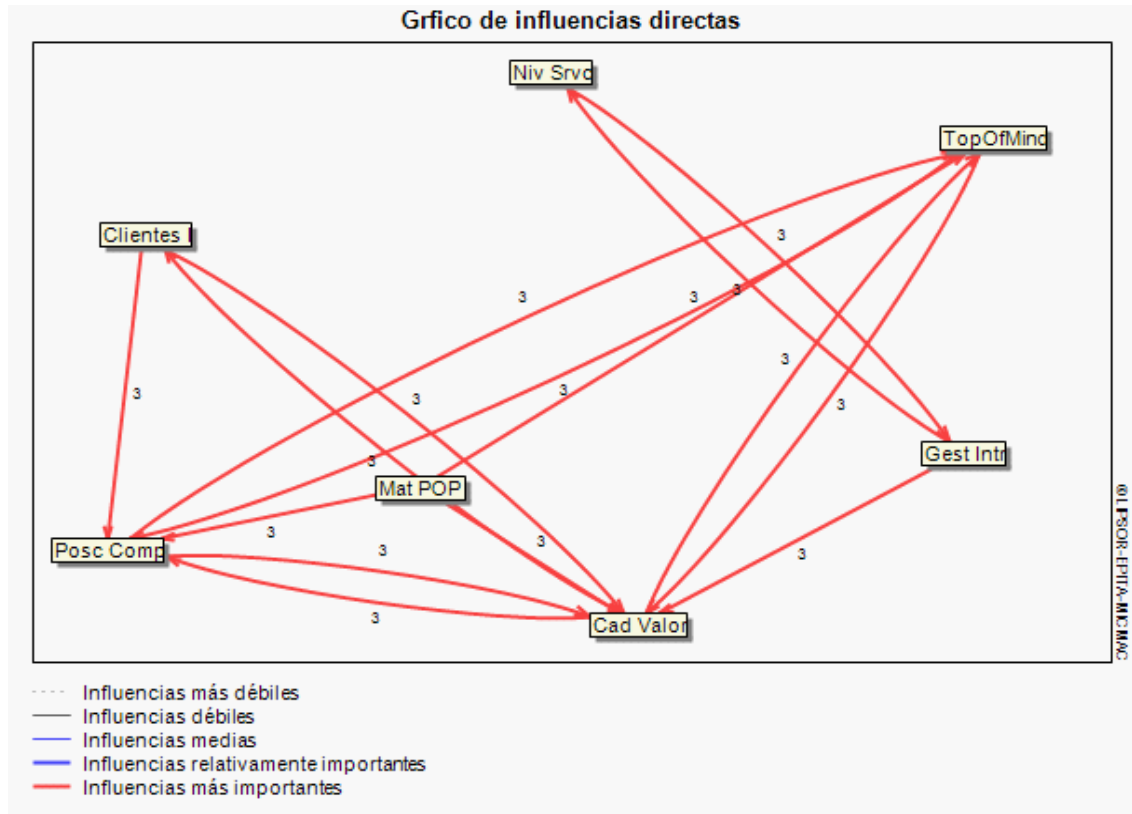 Grfico de influencias directas
Niv Srvc
TopOfMind
Clientes I
3
3
3
3
3
3
3
3
3
3
Gest Intr
Mat POP
3
3
3
3
Posc Comp
3
Cad Valor
@LIPSOR-EPITA-MICMAC
Influencias más débiles
Influencias débiles
Influencias medias
Influencias relativamente importantes
Influencias más importantes